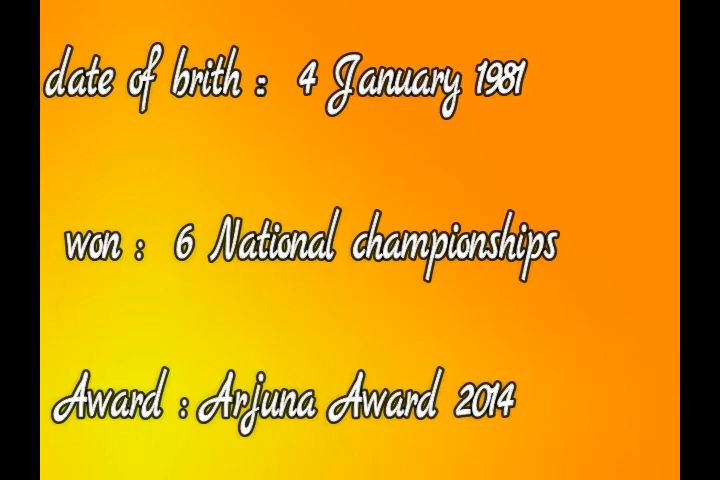 date of brith : 4 January 1981
won : 6 National championships
Award : Arjuna Award 2014